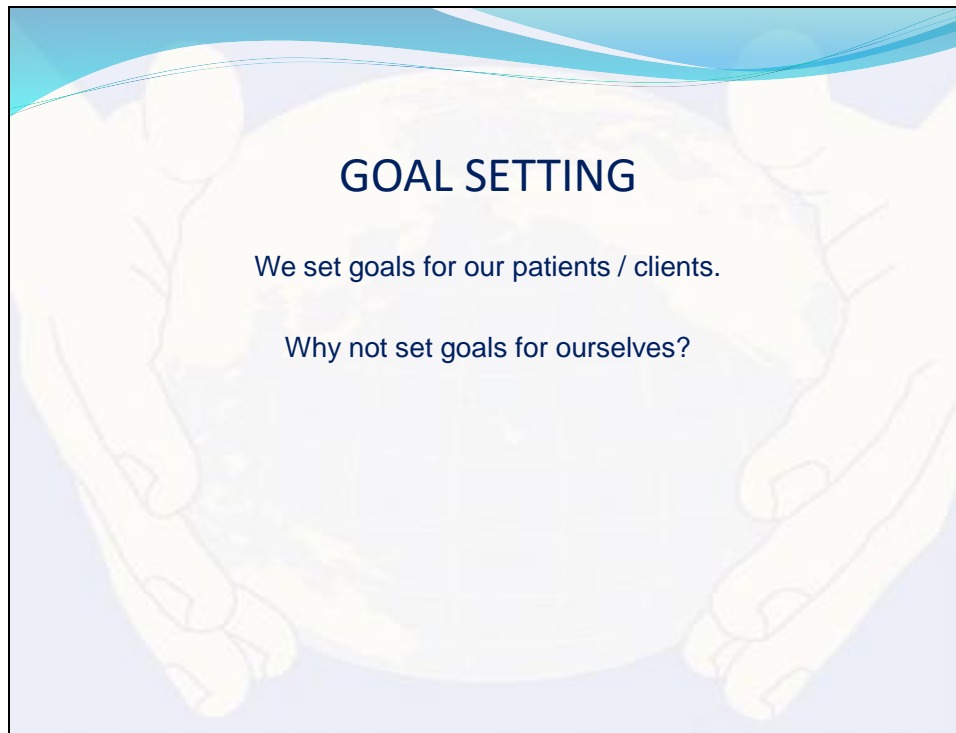 GOAL SETTING
We set goals for our patients / clients.
Why not set goals for ourselves?